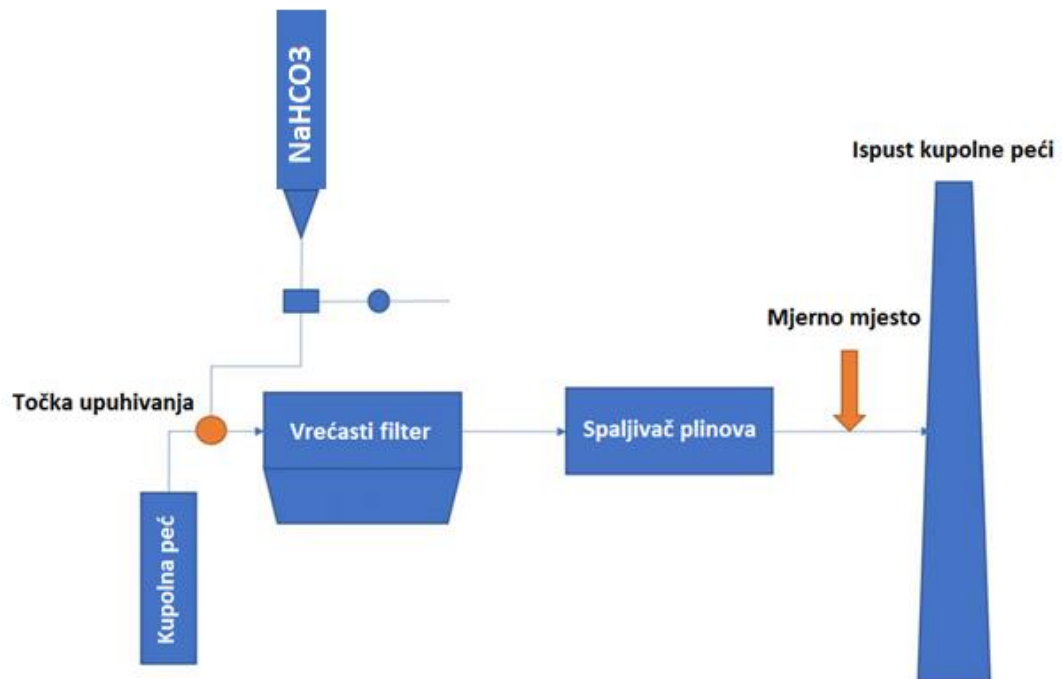 NaHCO3
Ispust kupolne peći
Mjerno mjesto
Točka upuhivanja
Vrećasti filter
Spaljivač plinova
Kupolna peć